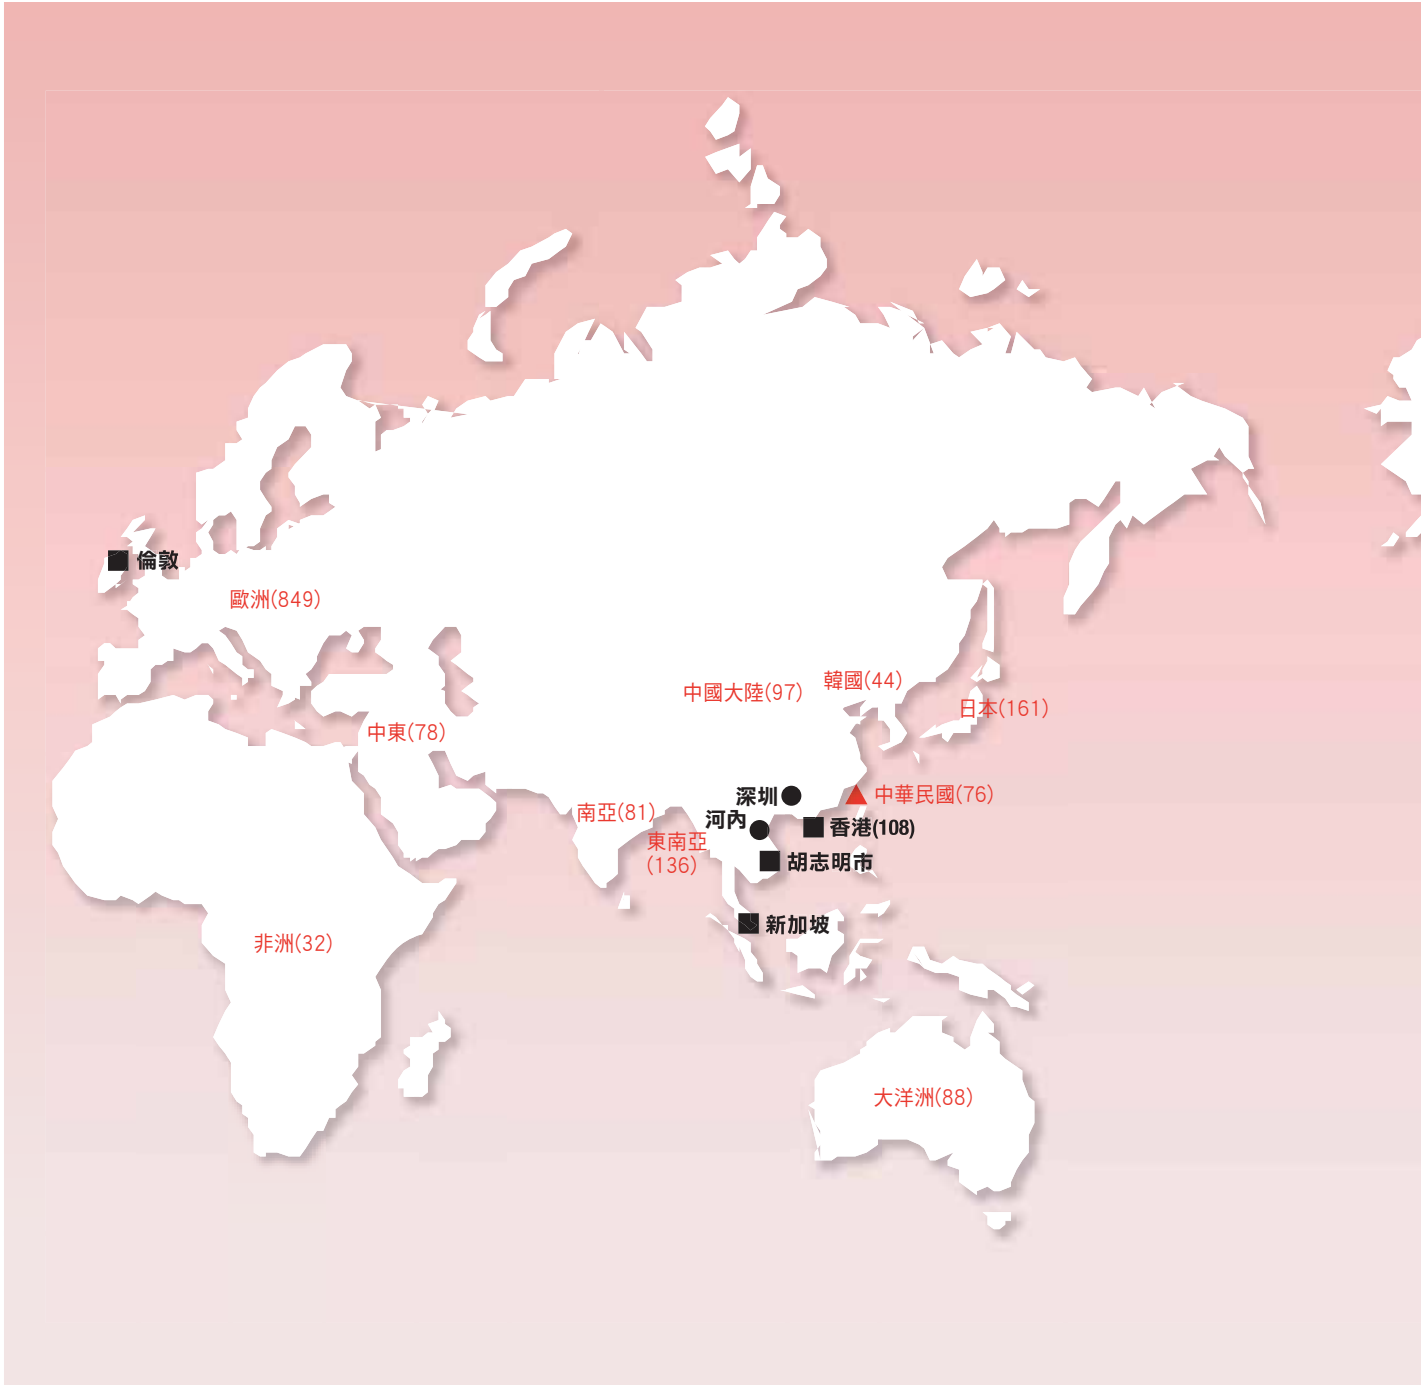 倫敦
歐洲(849)
中國大陸(97)
韓國(44)
日本(161)
中東(78)
深圳
中華民國(76)
南亞(81)
河內
香港(108)
東南亞
(136)
胡志明市
新加坡
非洲(32)
大洋洲(88)